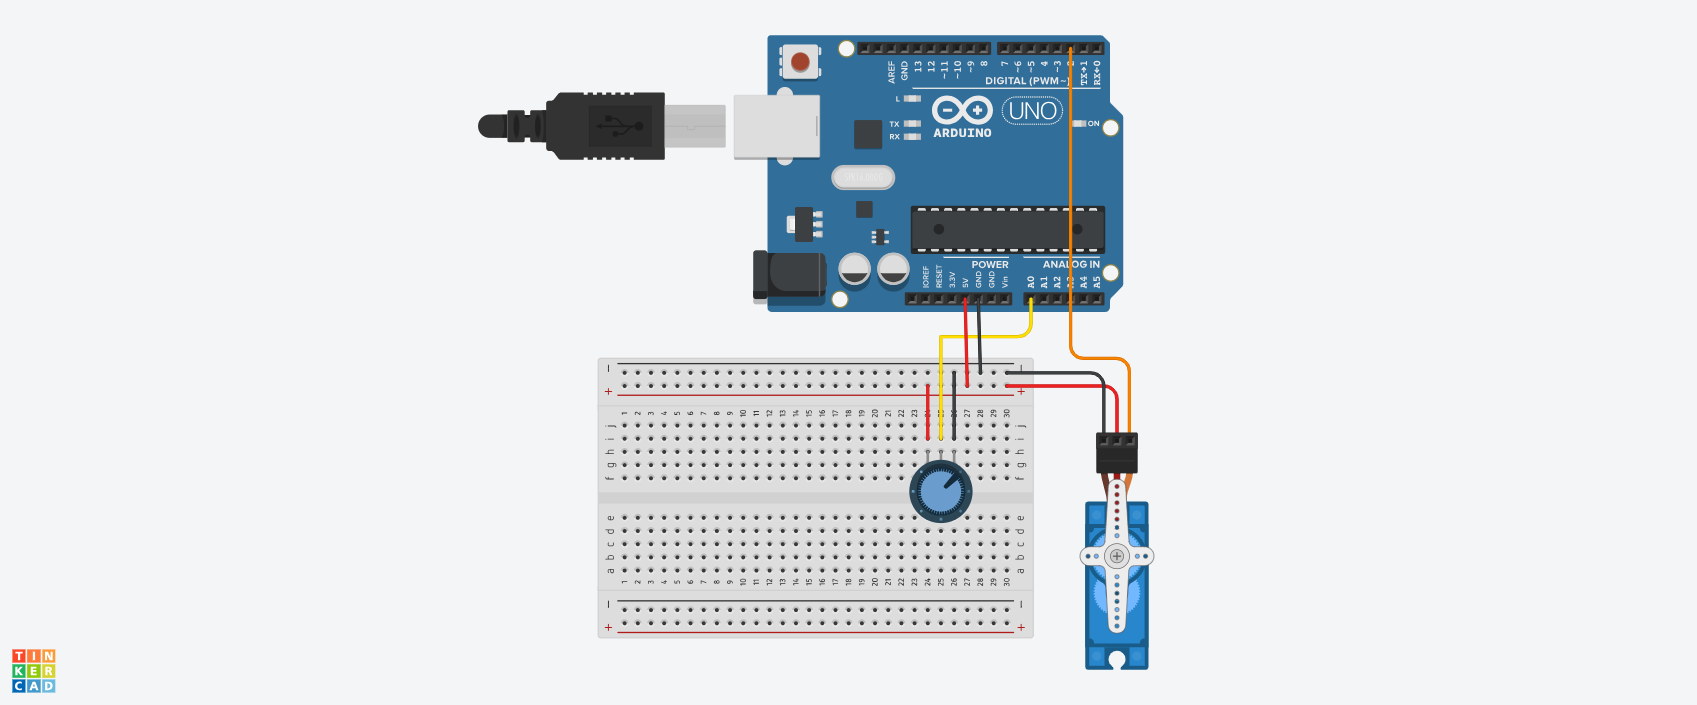 AREF GND 13 12 ~11 ~10 ~9 8 7 ~6 ~5 4 ~3 2 TX→1 RX←0
DIGITAL (PWM~)
L
TX
RX
ARDUINO
UNO
ON
POWER
ANALOG IN
IOREF RESET 3.3V 5V GND GND Vin A0 A1 A2 A3 A4 A5
1 2 3 4 5 6 7 8 9 10 11 12 13 14 15 16 17 18 19 20 21 22 23 24 25 26 27 28 29 30
j j
i i
h h
g g
f f
e e
d d
c c
b b
a a
1 2 3 4 5 6 7 8 9 10 11 12 13 14 15 16 17 18 19 20 21 22 23 24 25 26 27 28 29 30
TIN
KER
CAD